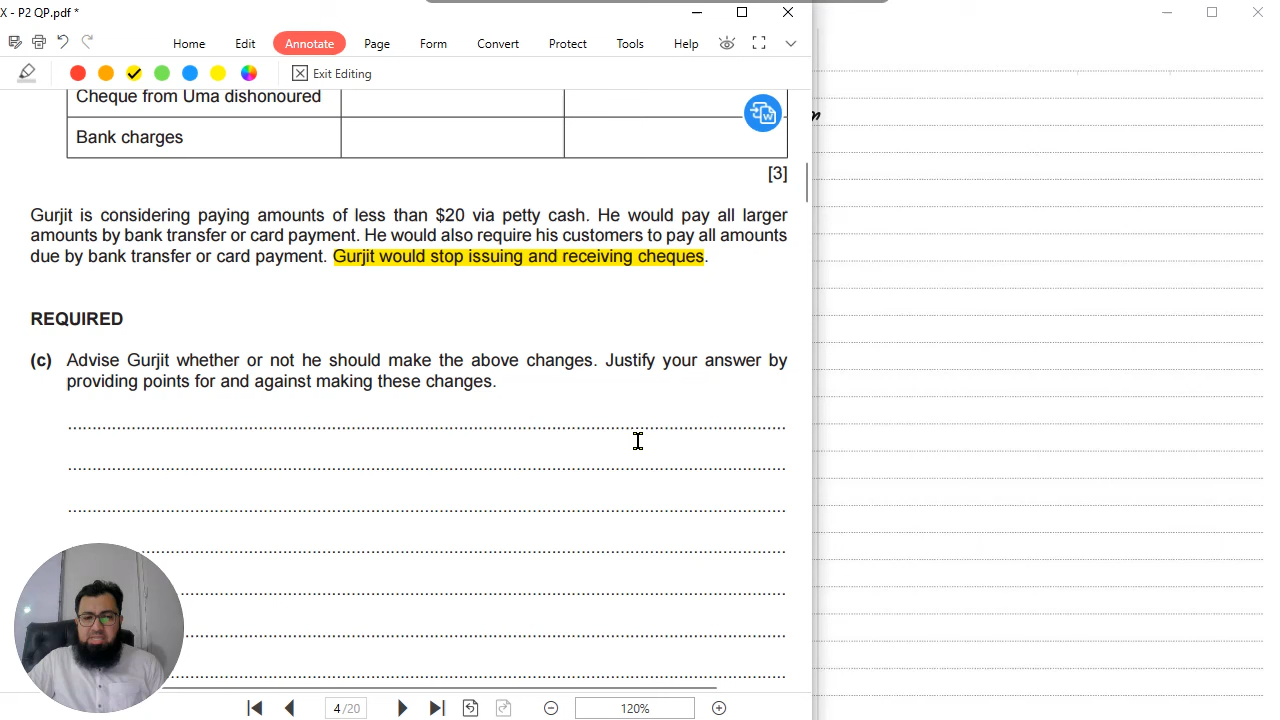 X - P2 QP.pdf *
Home Edit Annotate Page Form Convert Protect Tools Help
Exit Editing
Cheque from Uma dishonoured
Bank charges
[3]
Gurjit is considering paying amounts of less than $20 via petty cash. He would pay all larger
amounts by bank transfer or card payment. He would also require his customers to pay all amounts
due by bank transfer or card payment. Gurjit would stop issuing and receiving cheques.
REQUIRED
(c) Advise Gurjit whether or not he should make the above changes. Justify your answer by
providing points for and against making these changes.
4 /20
120%